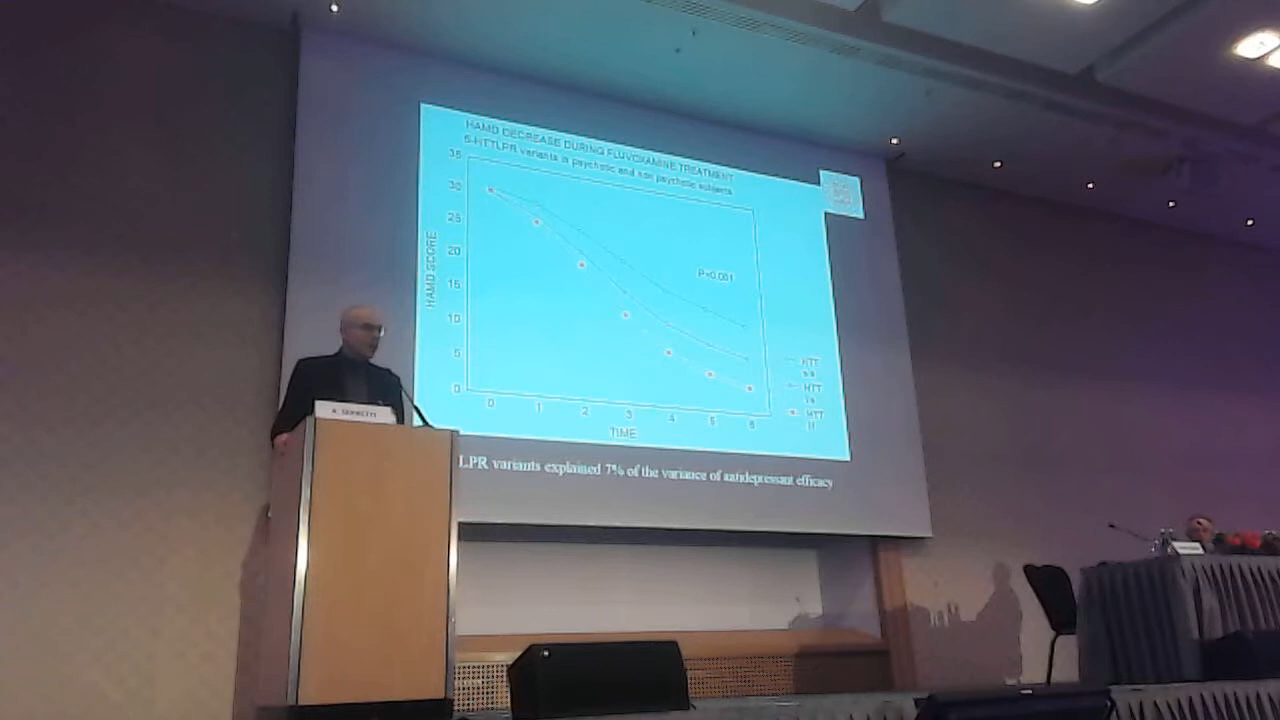 HAMD DECREASE DURING FLUVOXAMINE TREATMENT
5-HTTLPR variants in psychotic and non psychotic subjects
35
30
25
20
15
10
5
0
HAMD SCORE
P<0.001
0 1 2 3 4 5 6
TIME
HTT
s/s
HTT
l/s
HTT
l/l
LPR variants explained 7% of the variance of antidepressant efficacy
A. SERRETTI